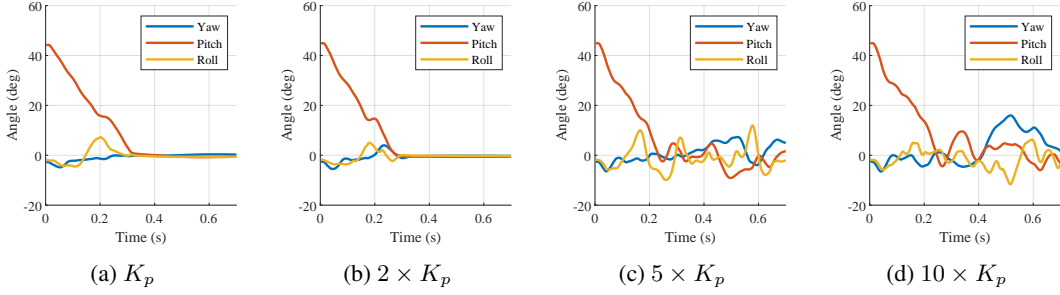 60
40
20
0
-20
0
0.2
0.4
0.6
Angle (deg)
Time (s)
Yaw
Pitch
Roll
(a) K_p
60
40
20
0
-20
0
0.2
0.4
0.6
Angle (deg)
Time (s)
Yaw
Pitch
Roll
(b) 2 × K_p
60
40
20
0
-20
0
0.2
0.4
0.6
Angle (deg)
Time (s)
Yaw
Pitch
Roll
(c) 5 × K_p
60
40
20
0
-20
0
0.2
0.4
0.6
Angle (deg)
Time (s)
Yaw
Pitch
Roll
(d) 10 × K_p